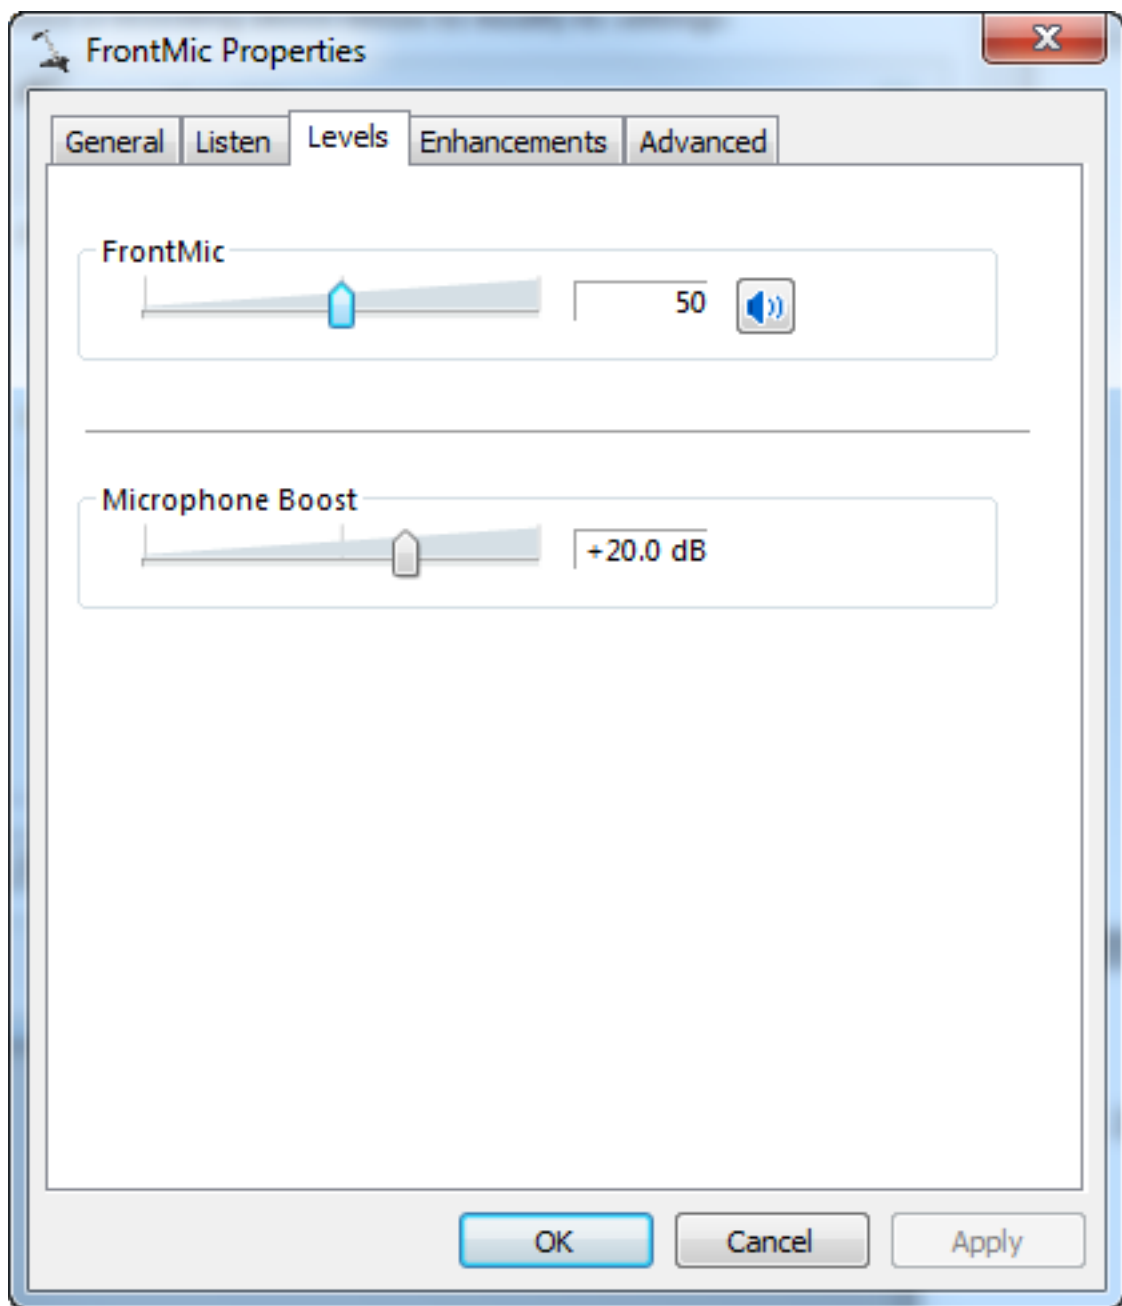 FrontMic Properties
General Listen Levels Enhancements Advanced
FrontMic
50
Microphone Boost
+20.0 dB
OK Cancel Apply